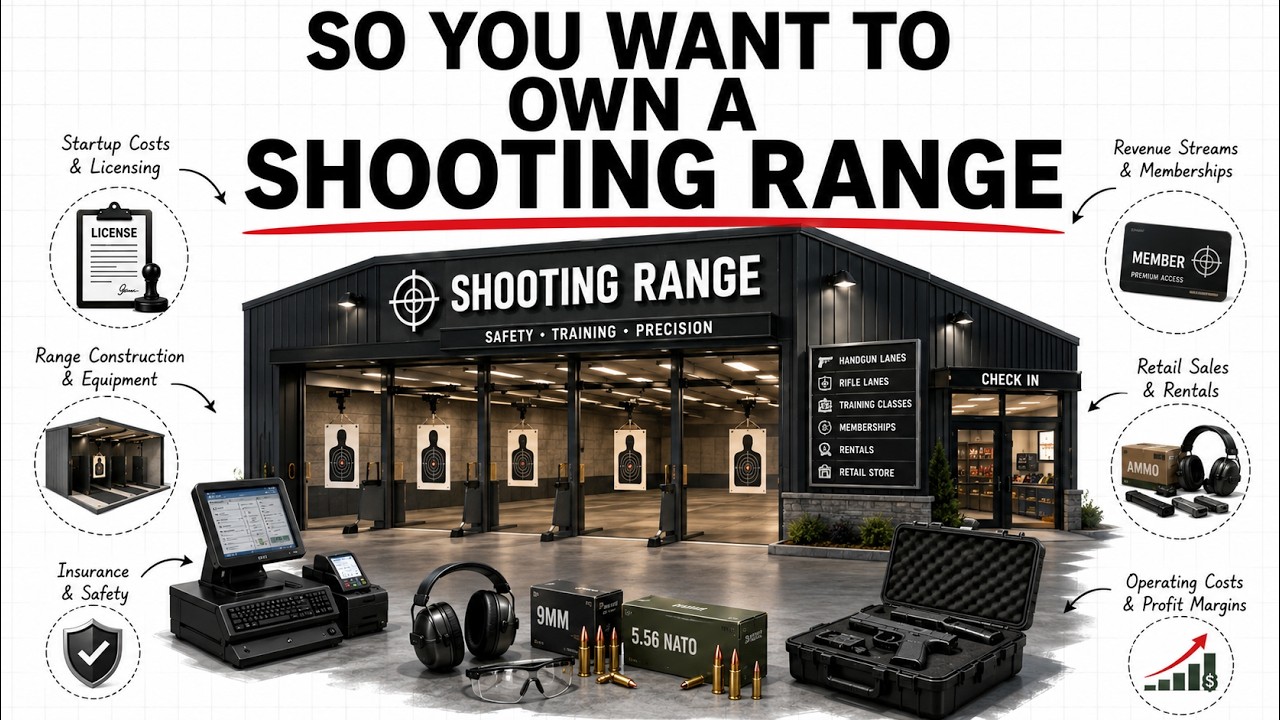 SO YOU WANT TO
OWN A
SHOOTING RANGE
Startup Costs
& Licensing
LICENSE
Range Construction
& Equipment
Insurance
& Safety
SHOOTING RANGE
SAFETY • TRAINING • PRECISION
HANDGUN LANES
RIFLE LANES
TRAINING CLASSES
MEMBERSHIPS
RENTALS
RETAIL STORE
CHECK IN
9MM
5.56 NATO
Revenue Streams
& Memberships
MEMBER
PREMIUM ACCESS
Retail Sales
& Rentals
AMMO
Operating Costs
& Profit Margins
$